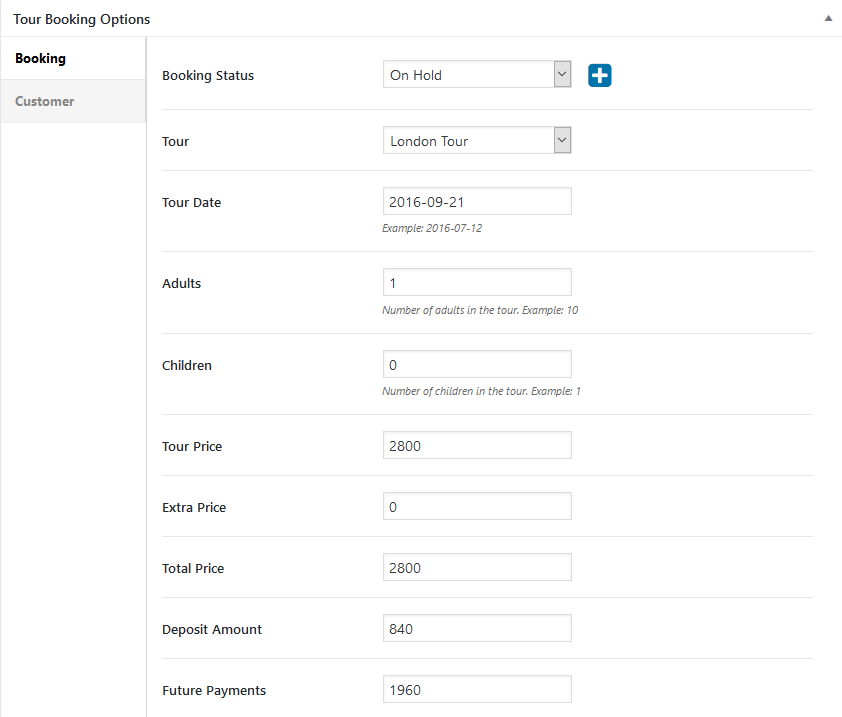 Tour Booking Options
Booking
Customer
Booking Status
On Hold
Tour
London Tour
Tour Date
2016-09-21
Example: 2016-07-12
Adults
1
Number of adults in the tour. Example: 10
Children
0
Number of children in the tour. Example: 1
Tour Price
2800
Extra Price
0
Total Price
2800
Deposit Amount
840
Future Payments
1960